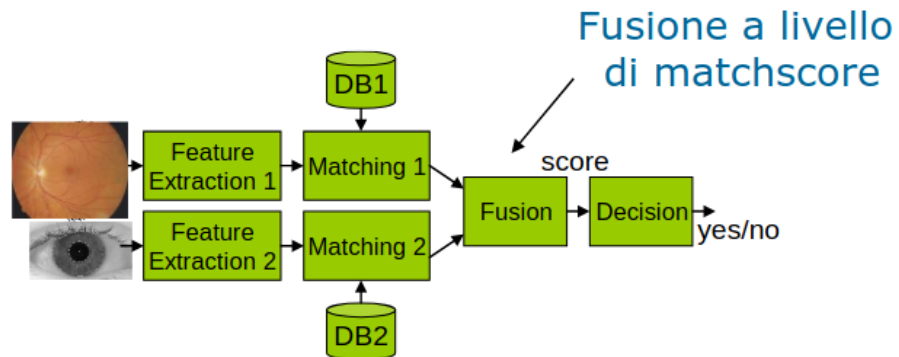 Fusione a livello
di matchscore
DB1
Feature
Extraction 1
Matching 1
score
Fusion
Decision
yes/no
Feature
Extraction 2
Matching 2
DB2